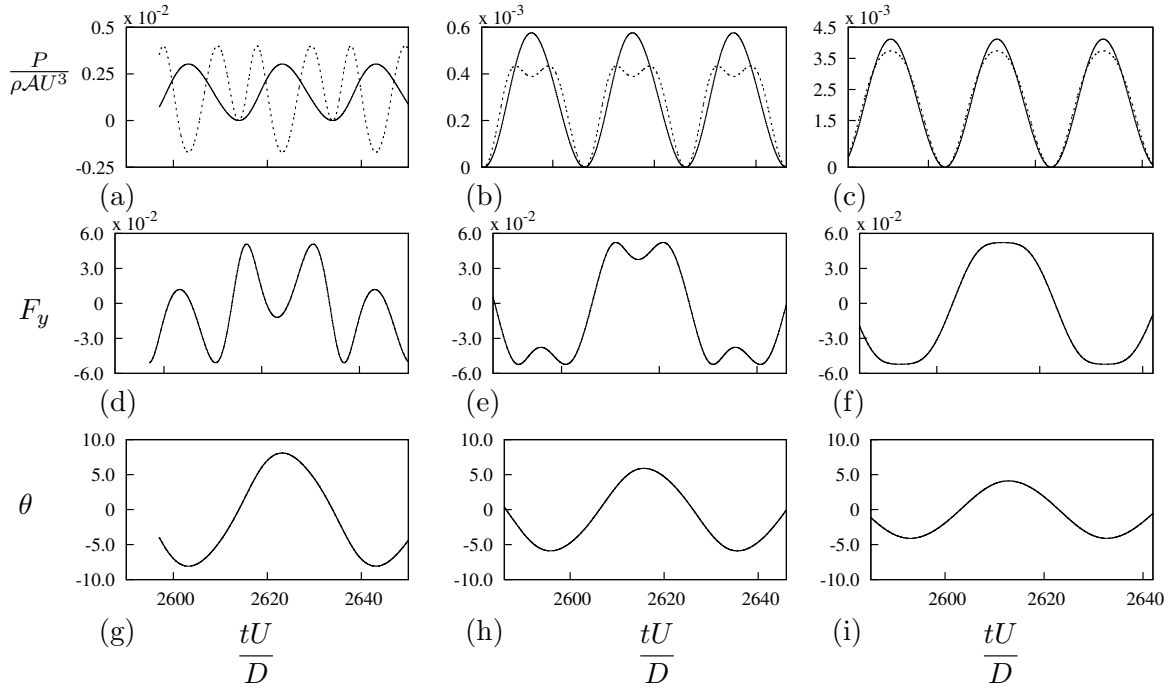 x 10-2 x 10-3 x 10-3
P/ρAU3
0.5 0.25 0 -0.25
0.6 0.4 0.2 0
4.5 3.5 1.5 0
(a) (b) (c)
x 10-2 x 10-2 x 10-2
Fy
6.0 3.0 0 -3.0 -6.0
6.0 3.0 0 -3.0 -6.0
6.0 3.0 0 -3.0 -6.0
(d) (e) (f)
θ
10.0 5.0 0 -5.0 -10.0
10.0 5.0 0 -5.0 -10.0
10.0 5.0 0 -5.0 -10.0
2600 2620 2640 2600 2620 2640 2600 2620 2640
(g) (h) (i)
tU/D tU/D tU/D